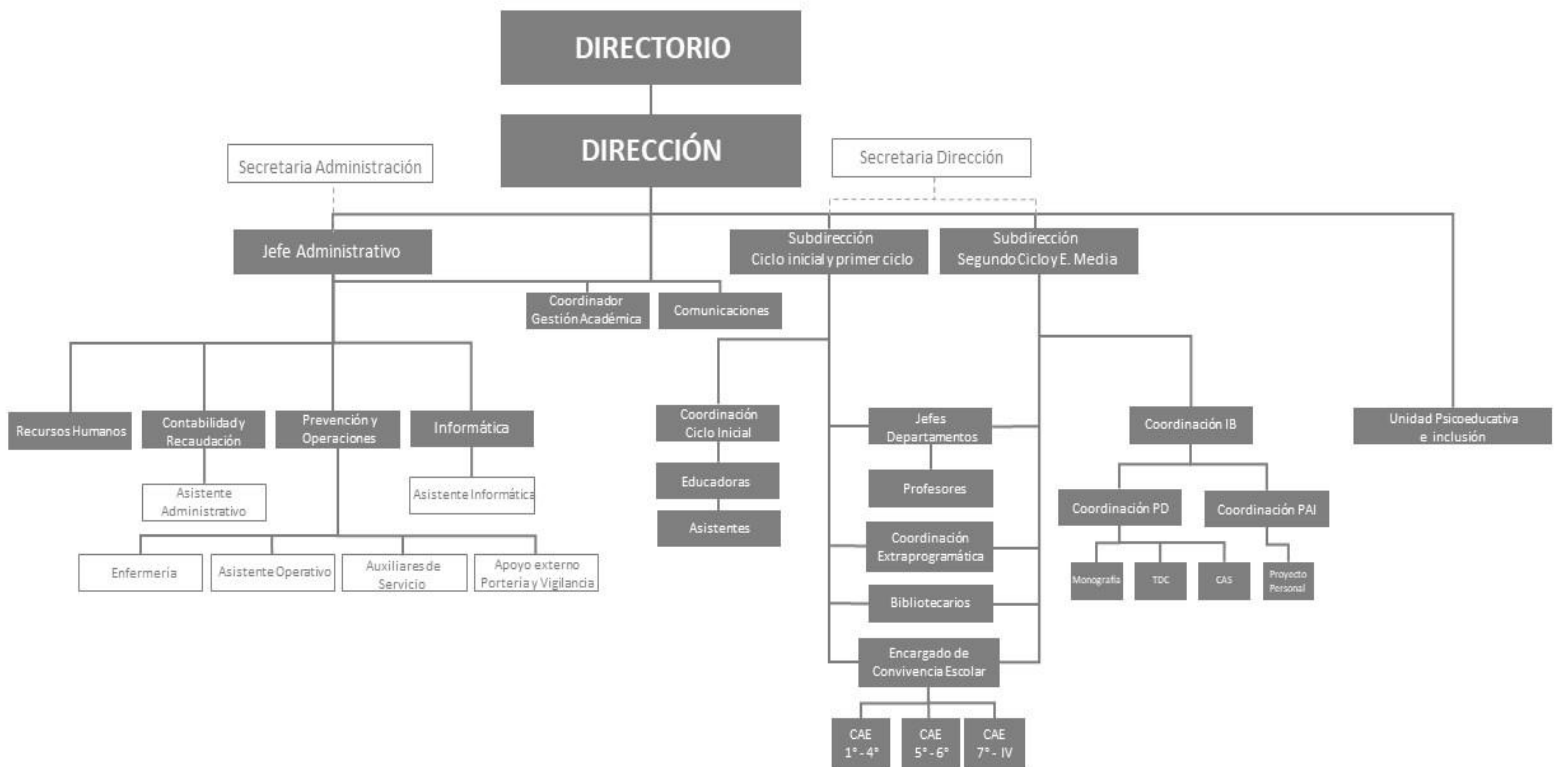 DIRECTORIO
DIRECCIÓN
Secretaria Administración
Secretaria Dirección
Jefe Administrativo
Subdirección
Ciclo inicial y primer ciclo
Subdirección
Segundo Ciclo y E. Media
Coordinador
Gestión Académica
Comunicaciones
Recursos Humanos
Contabilidad y
Recaudación
Prevención y
Operaciones
Informática
Coordinación
Ciclo Inicial
Jefes
Departamentos
Coordinación IB
Unidad Psicoeducativa
e inclusión
Asistente
Administrativo
Asistente Informática
Educadoras
Profesores
Coordinación PD
Coordinación PAI
Asistentes
Coordinación
Extraprogramática
Enfermería
Asistente Operativo
Auxiliares de
Servicio
Apoyo externo
Portería y Vigilancia
Monografía
TDC
CAS
Proyecto
Personal
Bibliotecarios
Encargado de
Convivencia Escolar
CAE
1° - 4°
CAE
5° - 6°
CAE
7° - IV